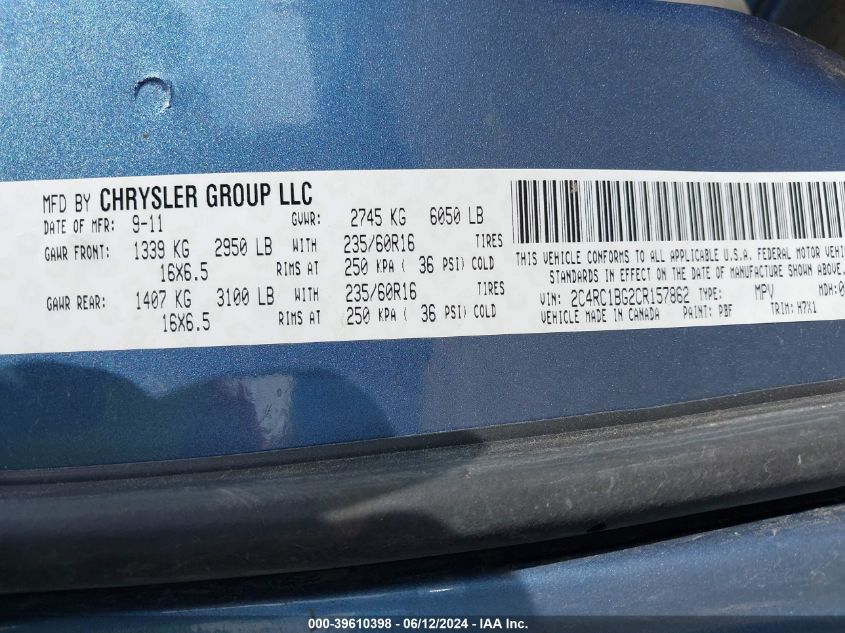 MFD BY CHRYSLER GROUP LLC
DATE OF MFR: 9-11 GVWR: 2745 KG 6050 LB
GAWR FRONT: 1339 KG 2950 LB WITH 235/60R16 TIRES
16X6.5 RIMS AT 250 KPA ( 36 PSI) COLD
GAWR REAR: 1407 KG 3100 LB WITH 235/60R16 TIRES
16X6.5 RIMS AT 250 KPA ( 36 PSI) COLD
THIS VEHICLE CONFORMS TO ALL APPLICABLE U.S.A. FEDERAL MOTOR VEHIC
STANDARDS IN EFFECT ON THE DATE OF MANUFACTURE SHOWN ABOVE.
VIN: 2C4RC1BG2CR157862 TYPE: MPV MDH:0
VEHICLE MADE IN CANADA PAINT: PBF TRIM: H7X1
000-39610398 - 06/12/2024 - IAA Inc.